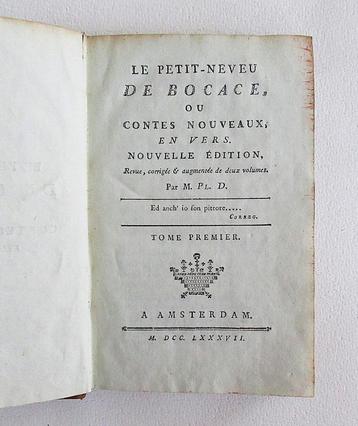 LE PETIT-NEVEU
DE BOCACE,
OU
CONTES NOUVEAUX,
EN VERS.
NOUVELLE ÉDITION,
Revue, corrigée & augmentée de deux volumes.
Par M. PL. D.
Ed anch' io son pittore.....
CORREG.
TOME PREMIER.
A AMSTERDAM.
M. DCC. LXXXVII.